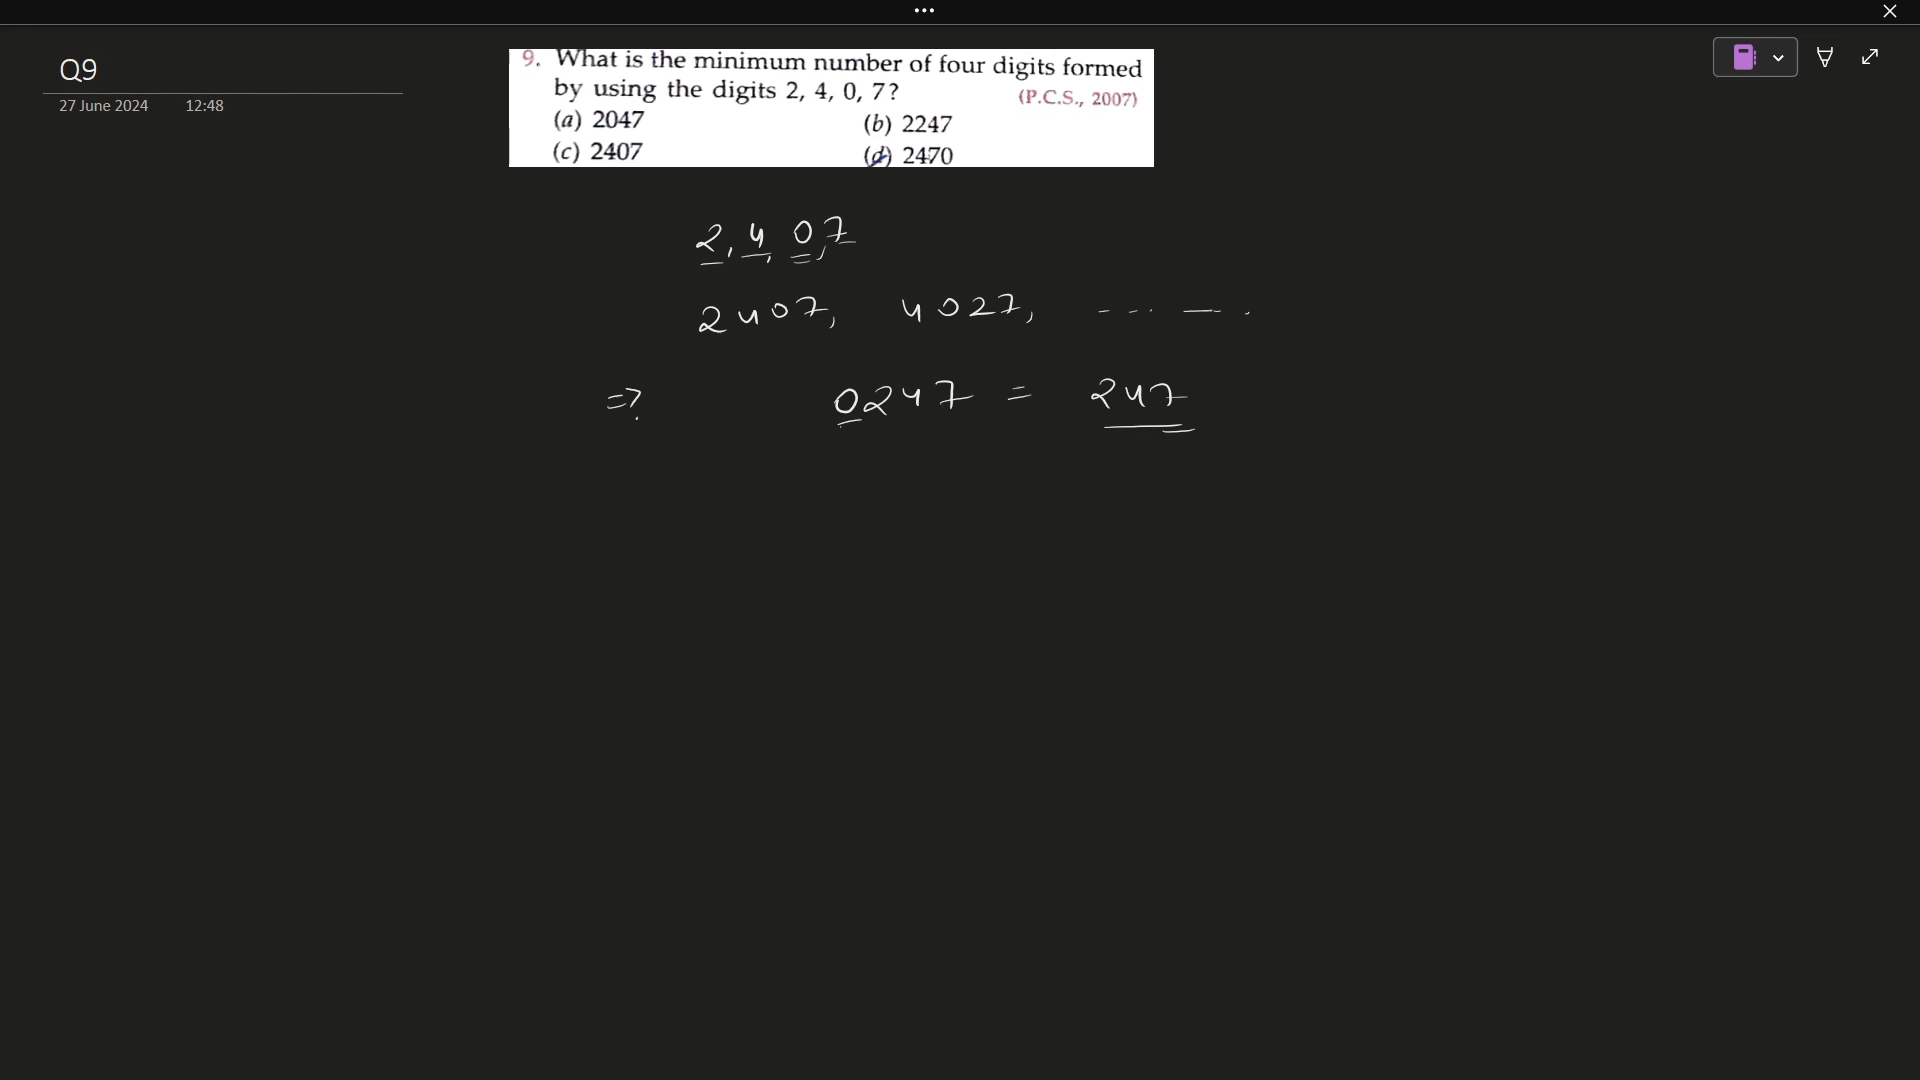 Q9
27 June 2024 12:48
9. What is the minimum number of four digits formed
by using the digits 2, 4, 0, 7? (P.C.S., 2007)
(a) 2047 (b) 2247
(c) 2407 (d) 2470
2, 4, 0, 7
2407, 4027, ... — .
=> 0247 = 247